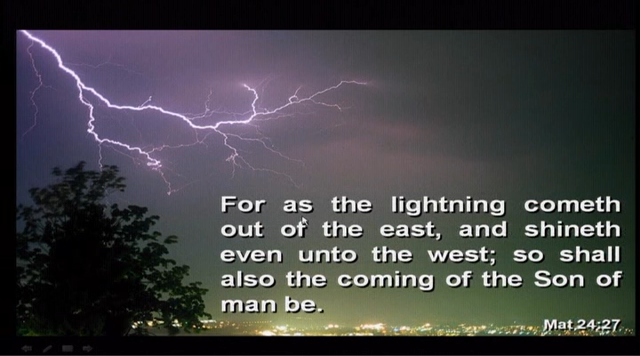 For as the lightning cometh
out of the east, and shineth
even unto the west; so shall
also the coming of the Son of
man be.
Mat 24:27